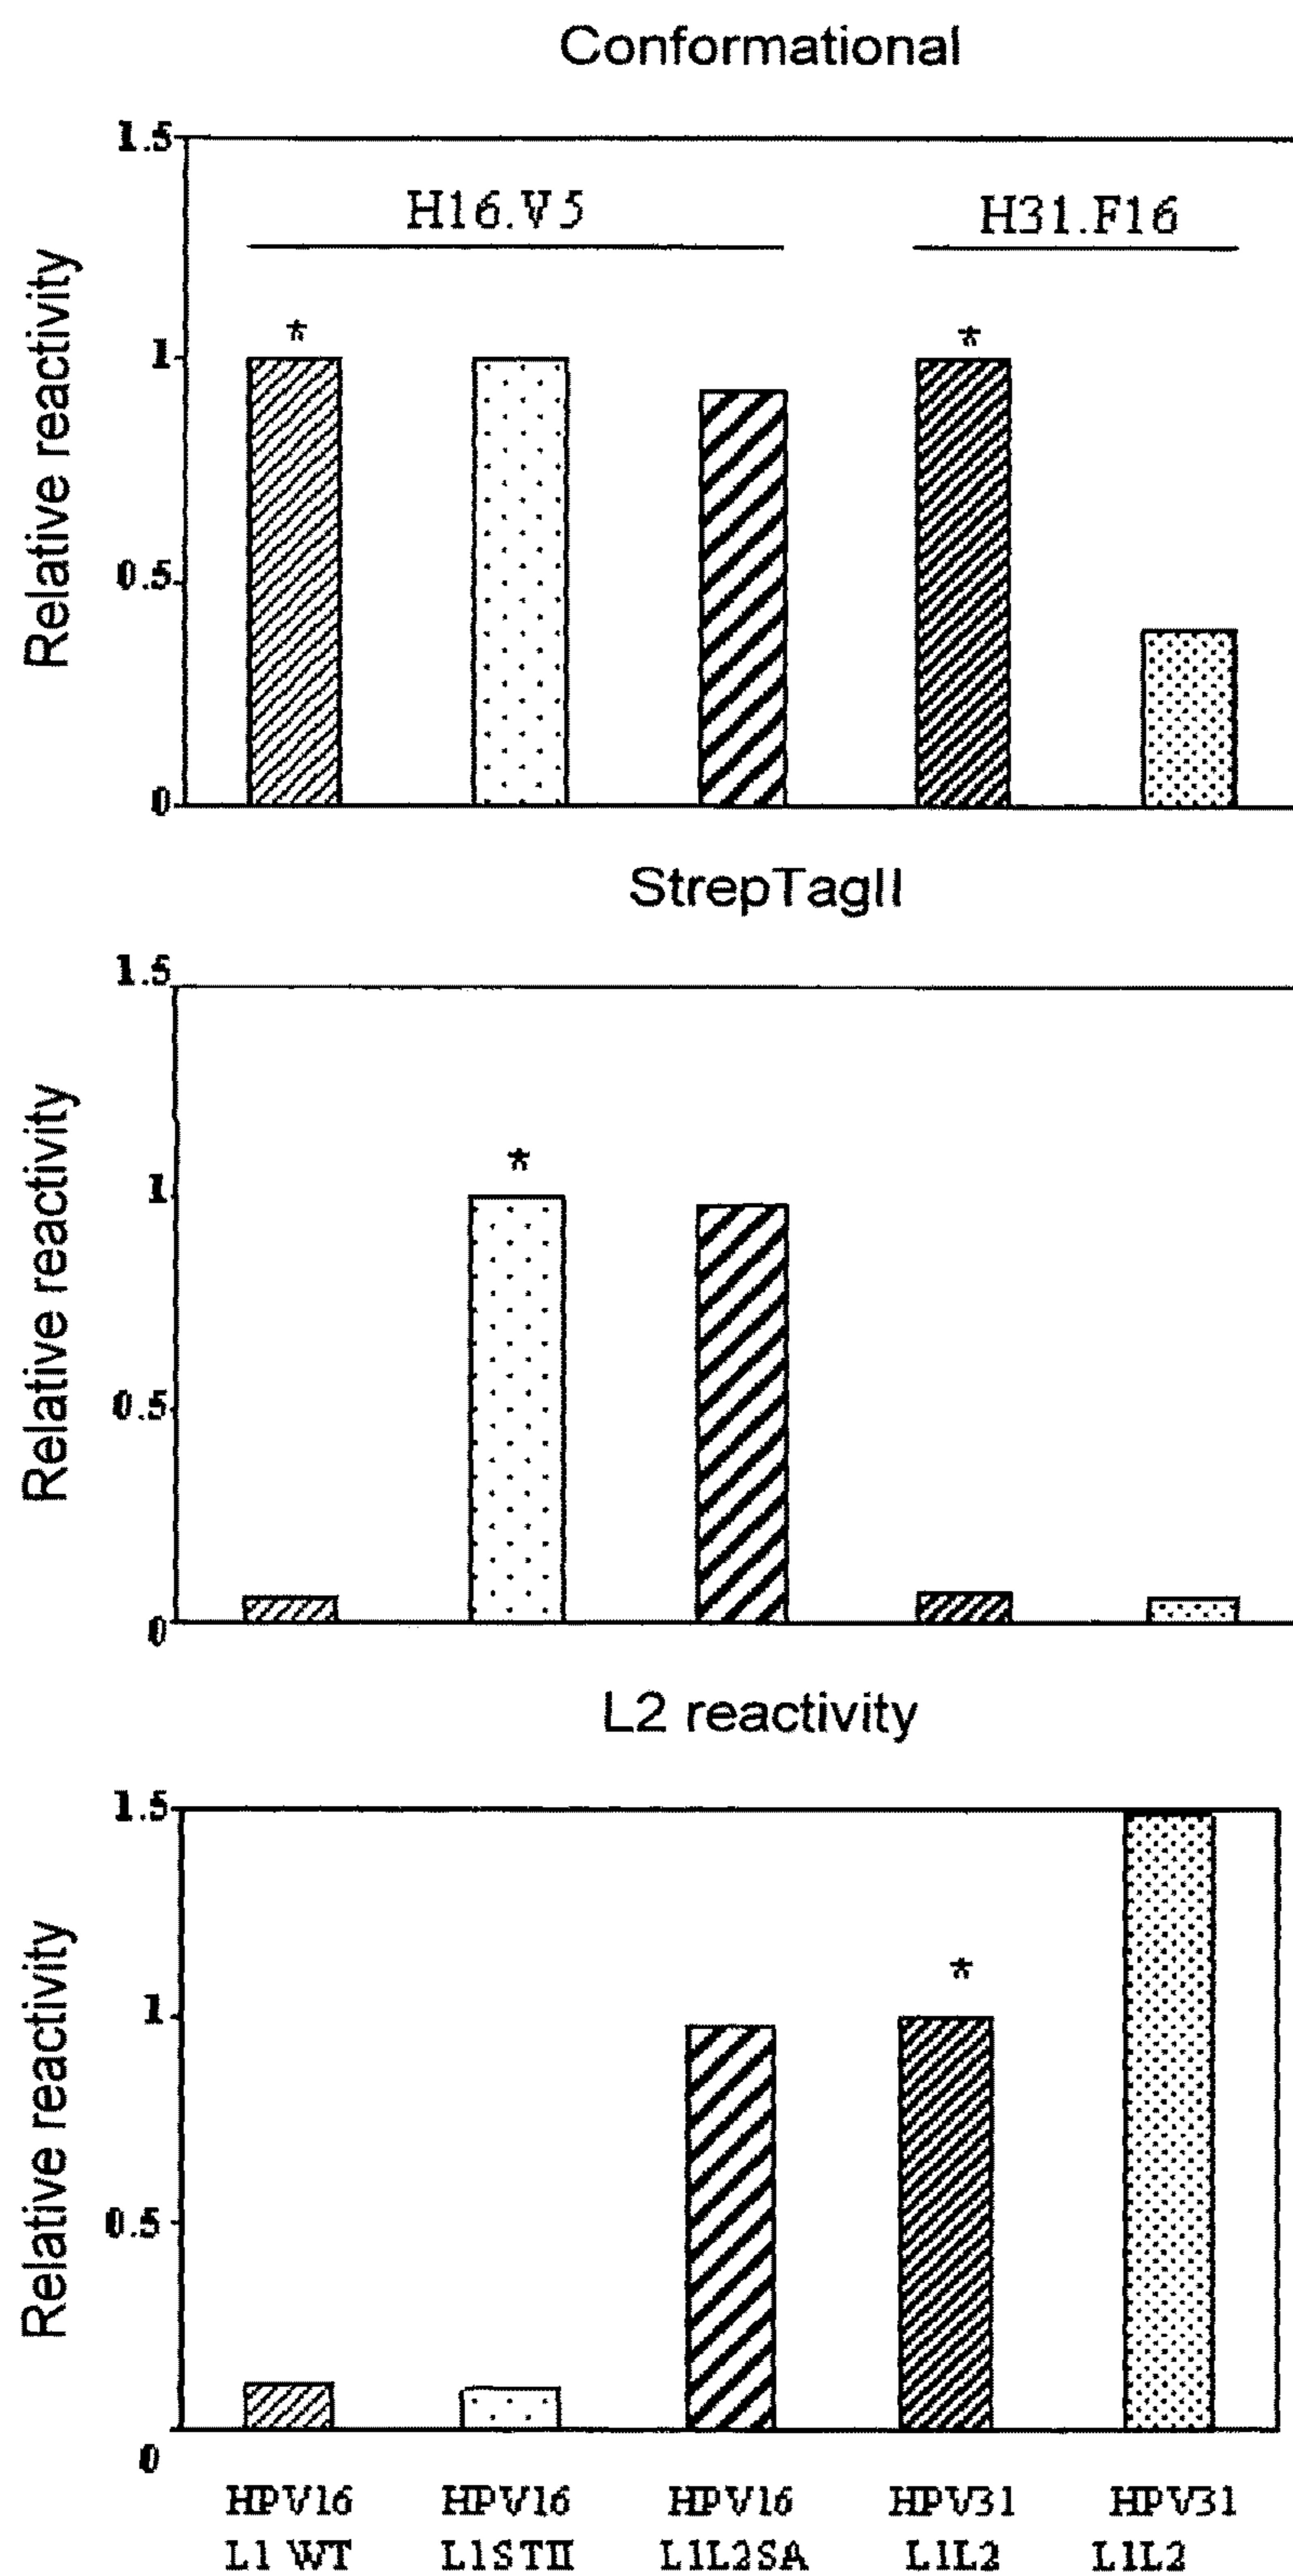 Conformational
Relative reactivity
1.5
1
0.5
0
H16.V5
H31.F16
*
*
StrepTagII
Relative reactivity
1.5
1
0.5
0
*
L2 reactivity
Relative reactivity
1.5
1
0.5
0
*
HPV16 HPV16 HPV16 HPV31 HPV31
L1 WT L1STII L1L2SA L1L2 L1L2